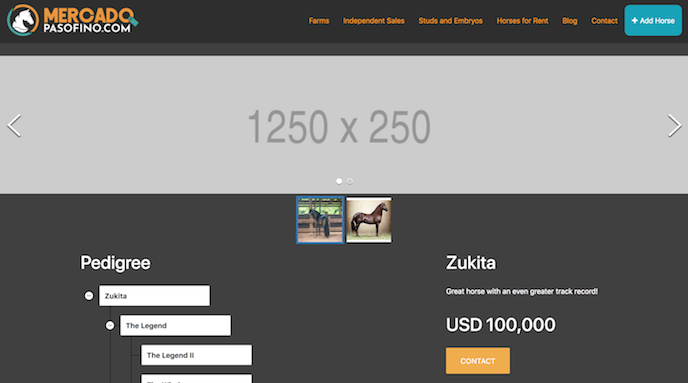 MERCADO
PASOFINO.COM
Farms
Independent Sales
Studs and Embryos
Horses for Rent
Blog
Contact
+ Add Horse
1250 x 250
Pedigree
Zukita
The Legend
The Legend II
Zukita
Great horse with an even greater track record!
USD 100,000
CONTACT